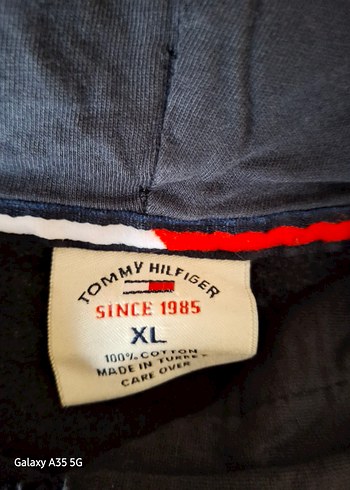 TOMMY HILFIGER
SINCE 1985
XL
100% COTTON
MADE IN TURKEY
CARE OVER
Galaxy A35 5G